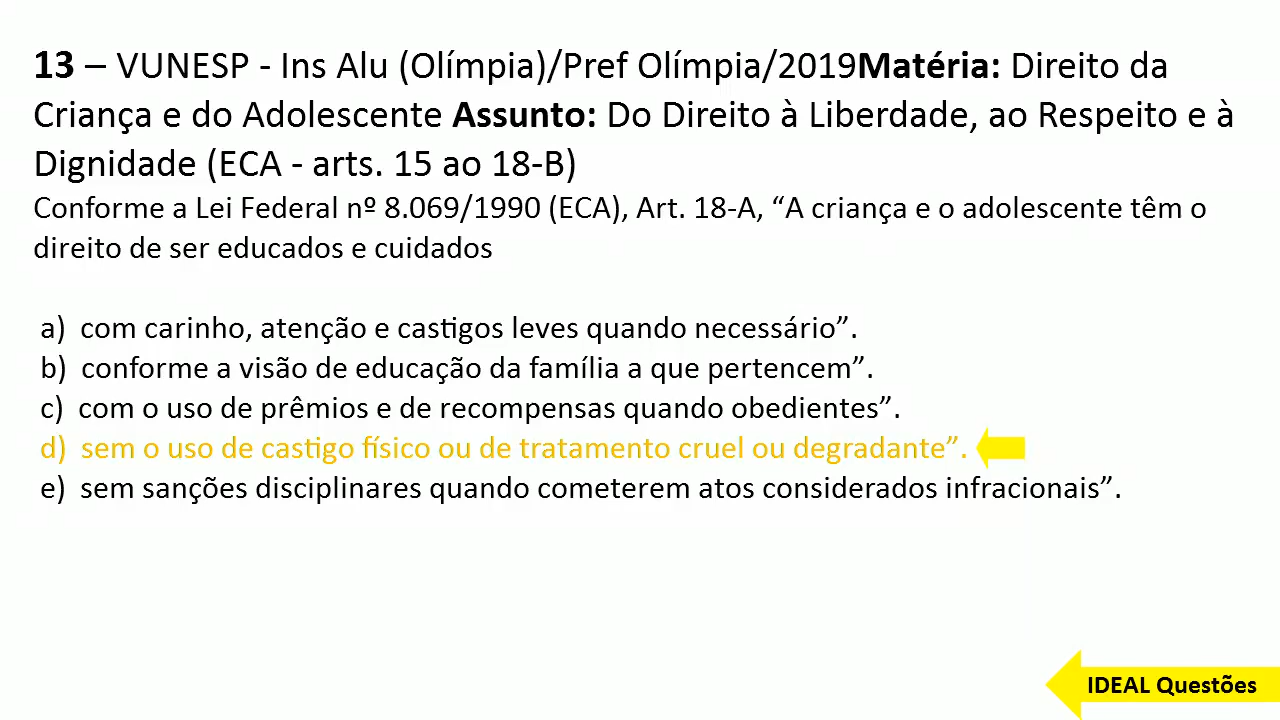 13 – VUNESP - Ins Alu (Olímpia)/Pref Olímpia/2019Matéria: Direito da
Criança e do Adolescente Assunto: Do Direito à Liberdade, ao Respeito e à
Dignidade (ECA - arts. 15 ao 18-B)
Conforme a Lei Federal nº 8.069/1990 (ECA), Art. 18-A, “A criança e o adolescente têm o
direito de ser educados e cuidados
a) com carinho, atenção e castigos leves quando necessário”.
b) conforme a visão de educação da família a que pertencem”.
c) com o uso de prêmios e de recompensas quando obedientes”.
d) sem o uso de castigo físico ou de tratamento cruel ou degradante”.
e) sem sanções disciplinares quando cometerem atos considerados infracionais”.
IDEAL Questões